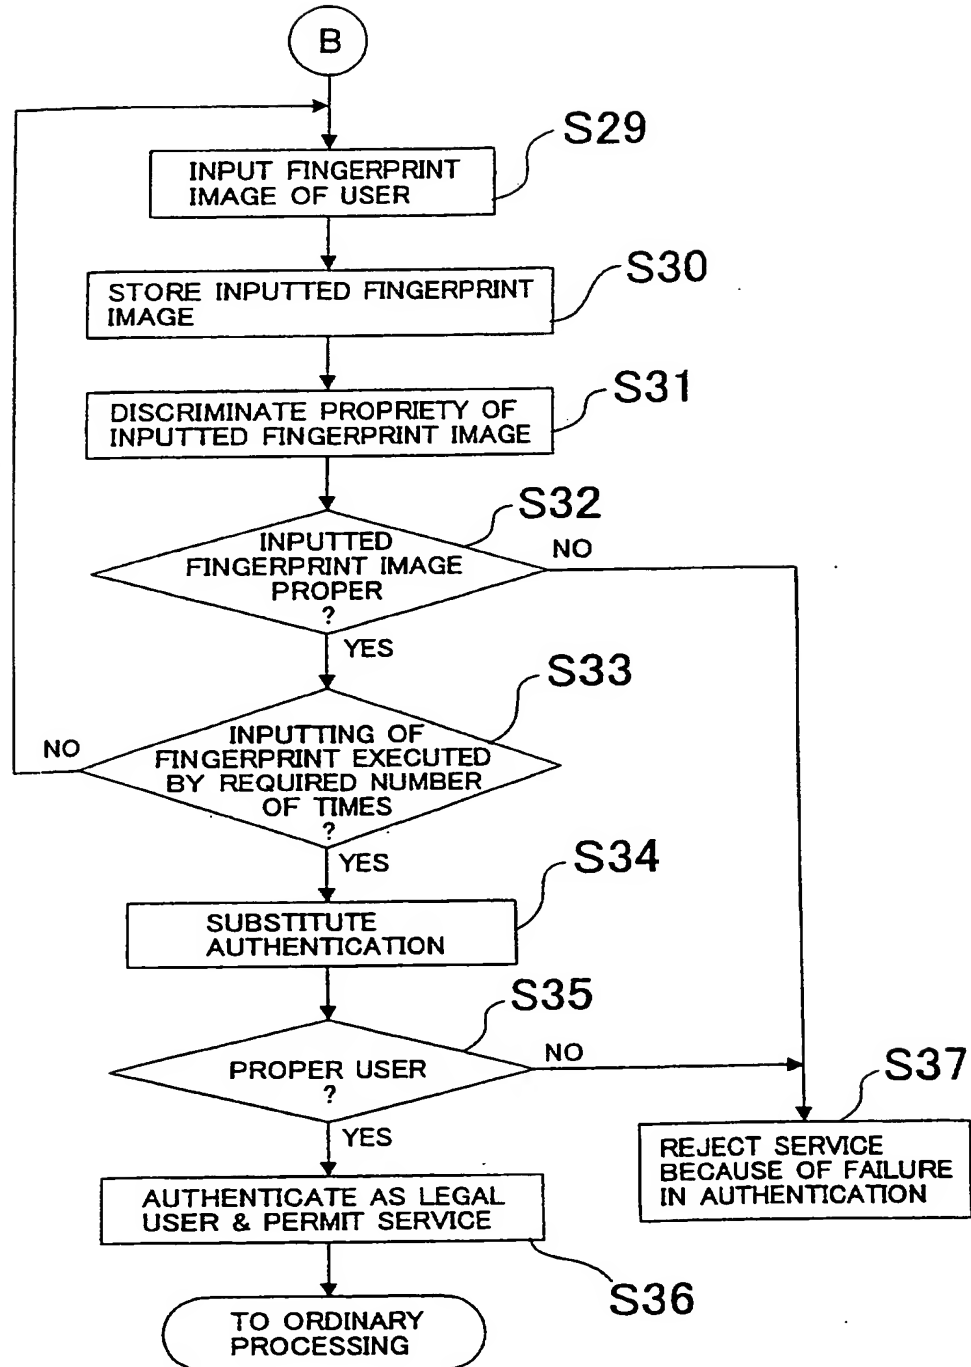 B
S29
INPUT FINGERPRINT
IMAGE OF USER
S30
STORE INPUTTED FINGERPRINT
IMAGE
S31
DISCRIMINATE PROPRIETY OF
INPUTTED FINGERPRINT IMAGE
S32
INPUTTED
FINGERPRINT IMAGE
PROPER
?
NO
YES
S33
INPUTTING OF
FINGERPRINT EXECUTED
BY REQUIRED NUMBER
OF TIMES
?
NO
YES
S34
SUBSTITUTE
AUTHENTICATION
S35
PROPER USER
?
NO
YES
S37
REJECT SERVICE
BECAUSE OF FAILURE
IN AUTHENTICATION
AUTHENTICATE AS LEGAL
USER & PERMIT SERVICE
S36
TO ORDINARY
PROCESSING